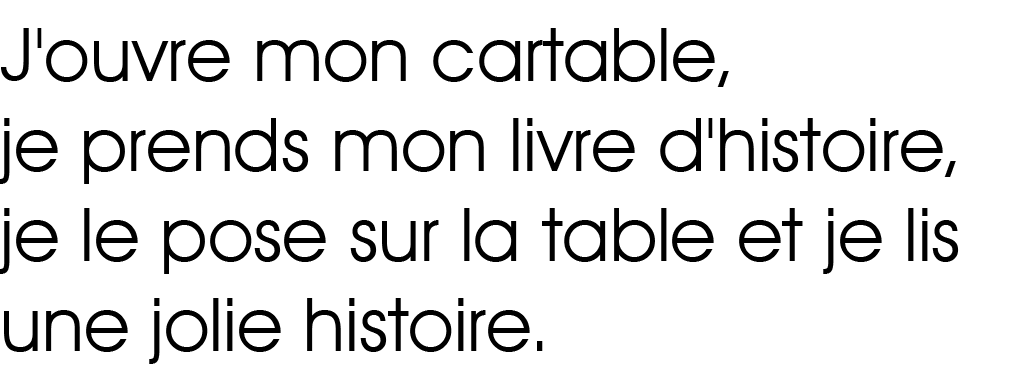 J'ouvre mon cartable,
je prends mon livre d'histoire,
je le pose sur la table et je lis
une jolie histoire.